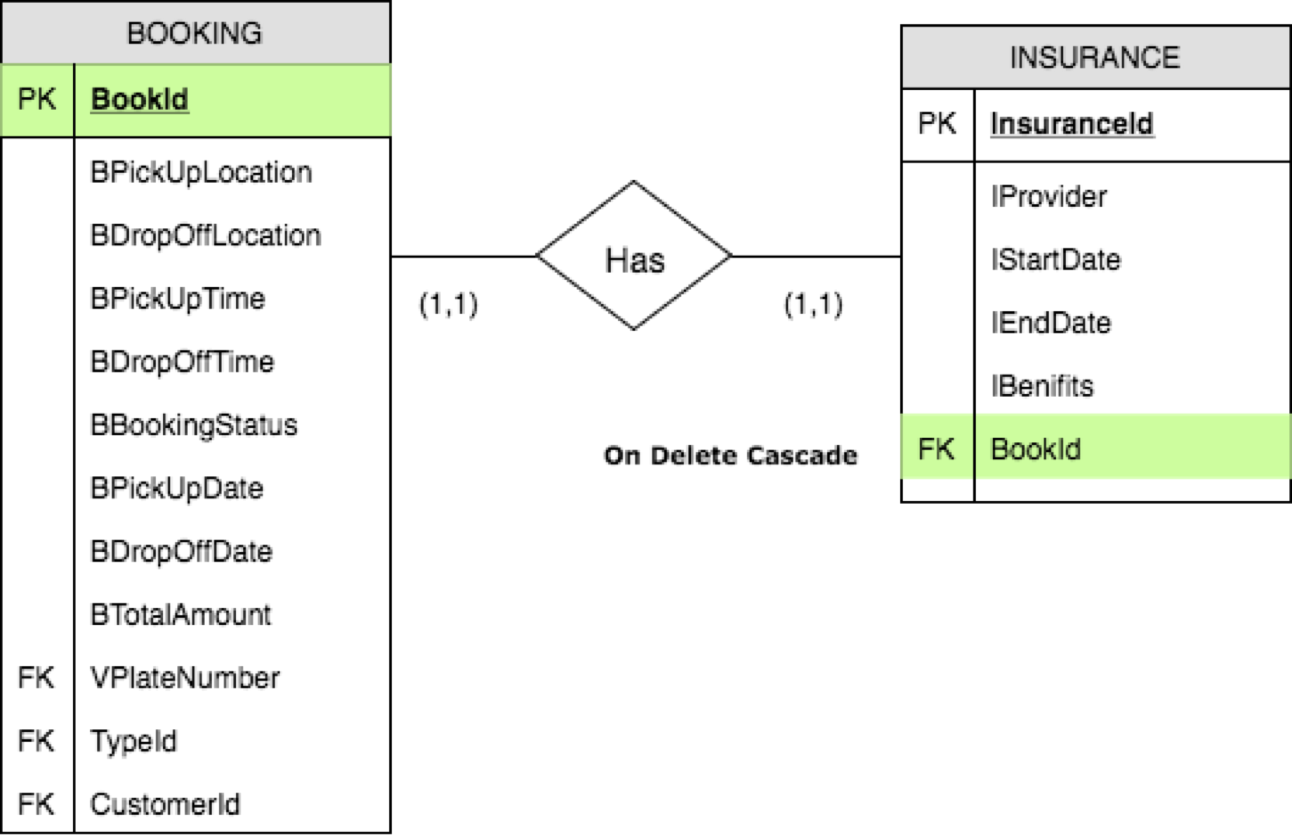 BOOKING
PK BookId
BPickUpLocation
BDropOffLocation
BPickUpTime
BDropOffTime
BBookingStatus
BPickUpDate
BDropOffDate
BTotalAmount
FK VPlateNumber
FK TypeId
FK CustomerId
(1,1)
Has
(1,1)
On Delete Cascade
INSURANCE
PK InsuranceId
IProvider
IStartDate
IEndDate
IBenifits
FK BookId